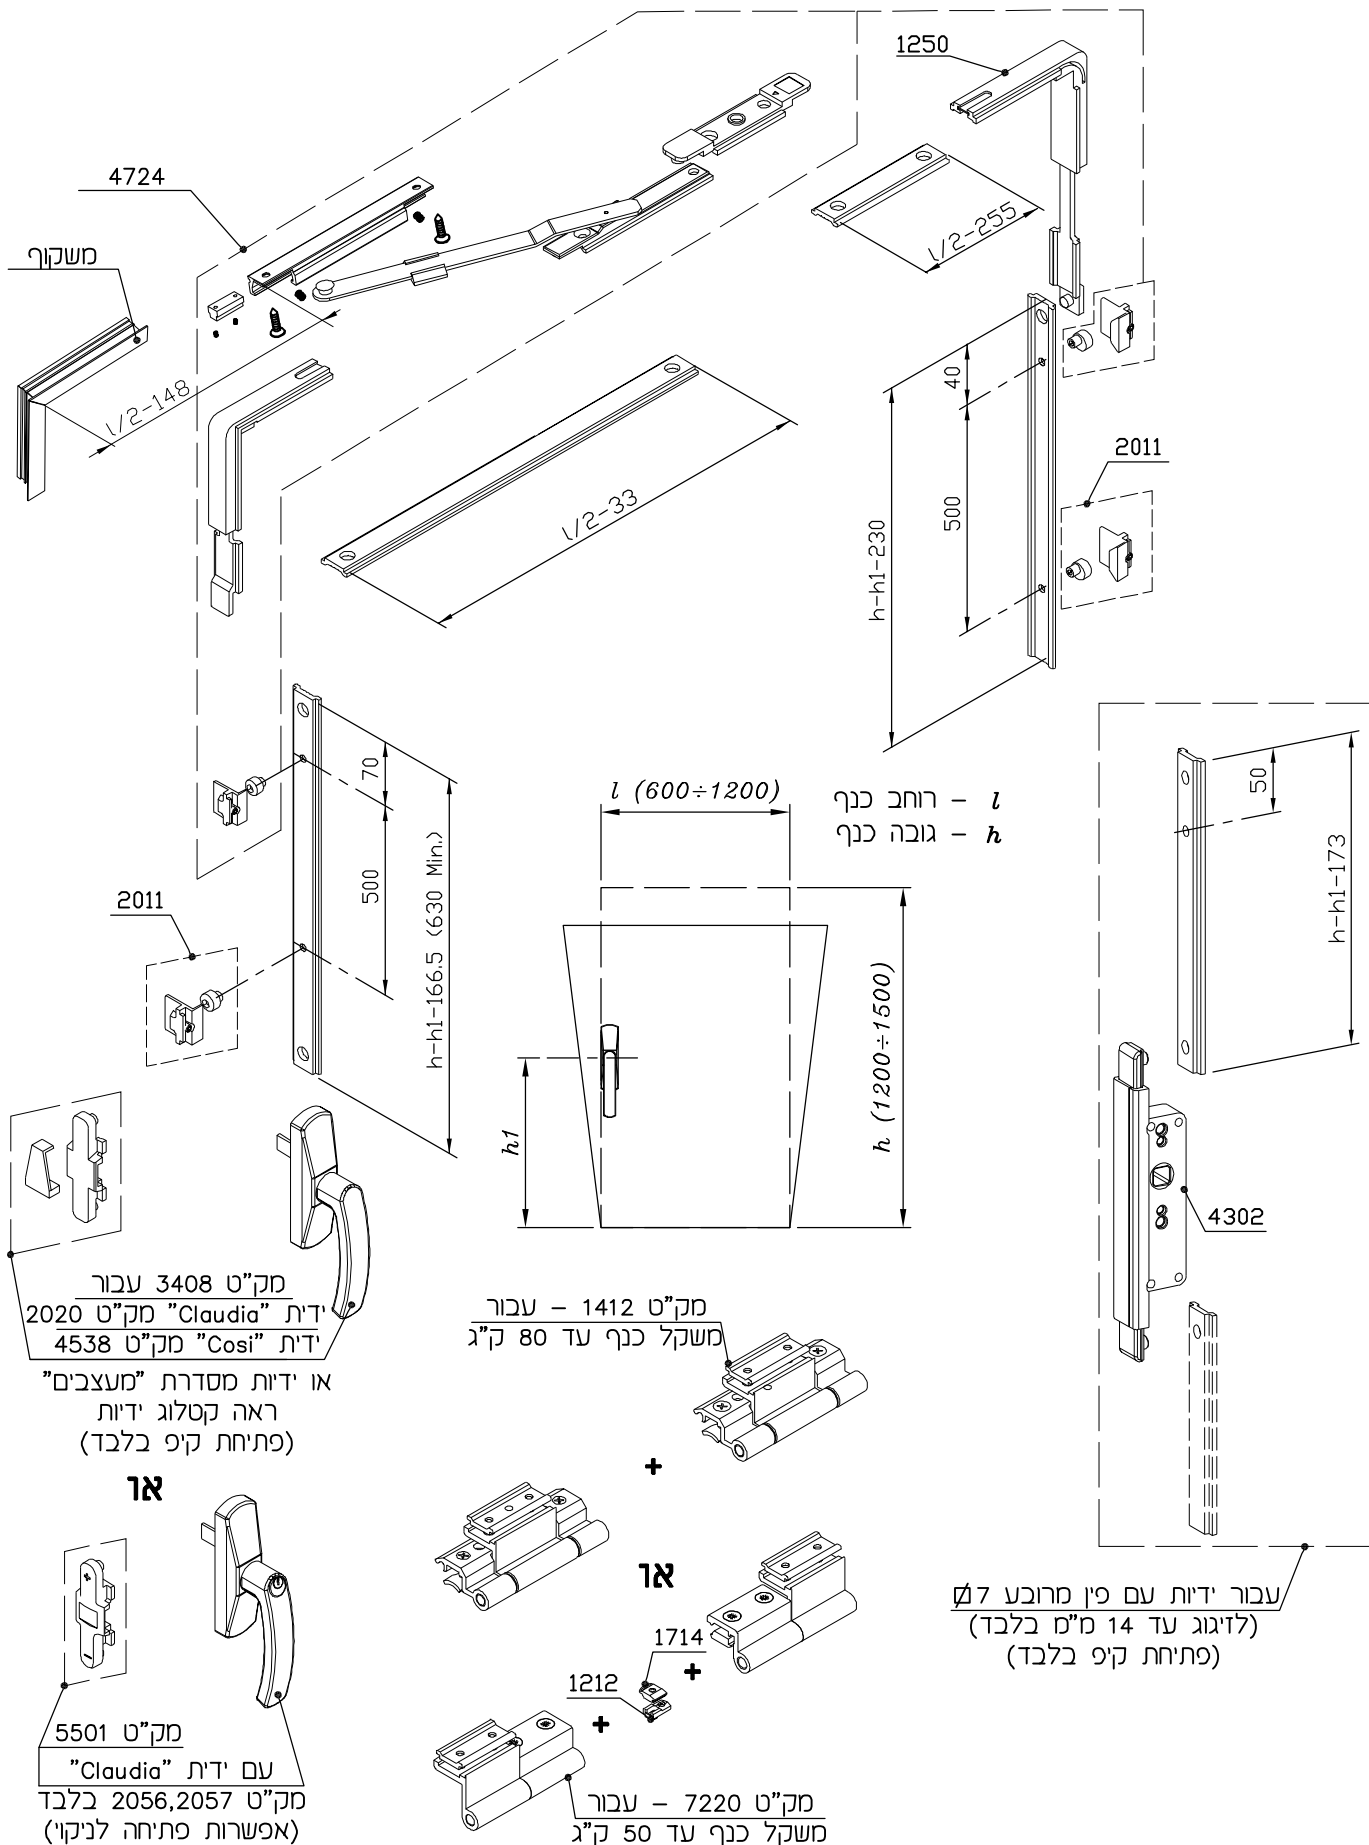 1250
4724
משקוף
l/2-255
l/2-148
40
2011
l/2-33
500
h-h1-230
70
l (600÷1200)
l - רוחב כנף
h - גובה כנף
50
h-h1-173
500
h-h1-166.5 (630 Min.)
2011
h (1200÷1500)
h1
4302
מק"ט 3408 עבור
ידית "Claudia" מק"ט 2020
ידית "Cosi" מק"ט 4538
או ידיות מסדרת "מעצבים"
ראה קטלוג ידיות
(פתיחת קיפ בלבד)
מק"ט 1412 - עבור
משקל כנף עד 80 ק"ג
+
או
או
עבור ידיות עם פין מרובע 7
(לזיגוג עד 14 מ"מ בלבד)
(פתיחת קיפ בלבד)
1714
+
1212
+
מק"ט 5501
עם ידית "Claudia"
מק"ט 2056,2057 בלבד
(אפשרות פתיחה לניקוי)
מק"ט 7220 - עבור
משקל כנף עד 50 ק"ג